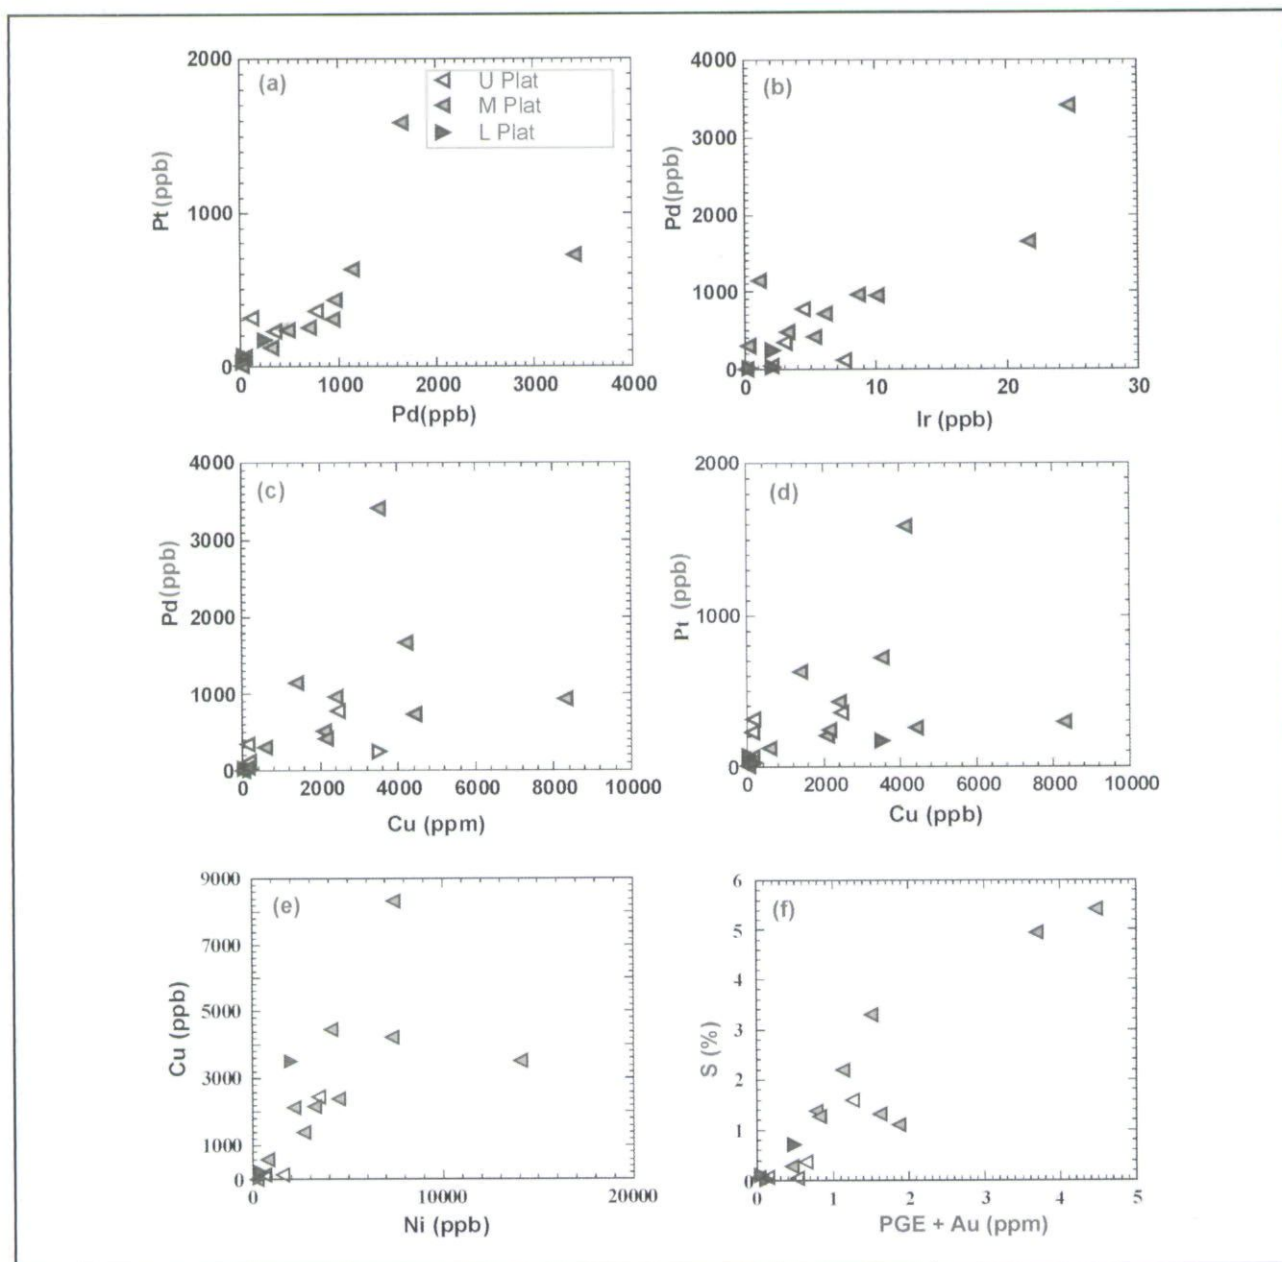 2000
(a)
U Plat
M Plat
L Plat
Pt (ppb)
1000
0
0 1000 2000 3000 4000
Pd(ppb)
4000
(b)
3000
Pd(ppb)
2000
1000
0
0 10 20 30
Ir (ppb)
4000
(c)
3000
Pd(ppb)
2000
1000
0
0 2000 4000 6000 8000 10000
Cu (ppm)
2000
(d)
Pt (ppb)
1000
0
0 2000 4000 6000 8000 10000
Cu (ppb)
9000
(e)
7000
Cu (ppb)
5000
3000
1000
0
0 10000 20000
Ni (ppb)
6
(f)
5
4
S (%)
3
2
1
0
0 1 2 3 4 5
PGE + Au (ppm)